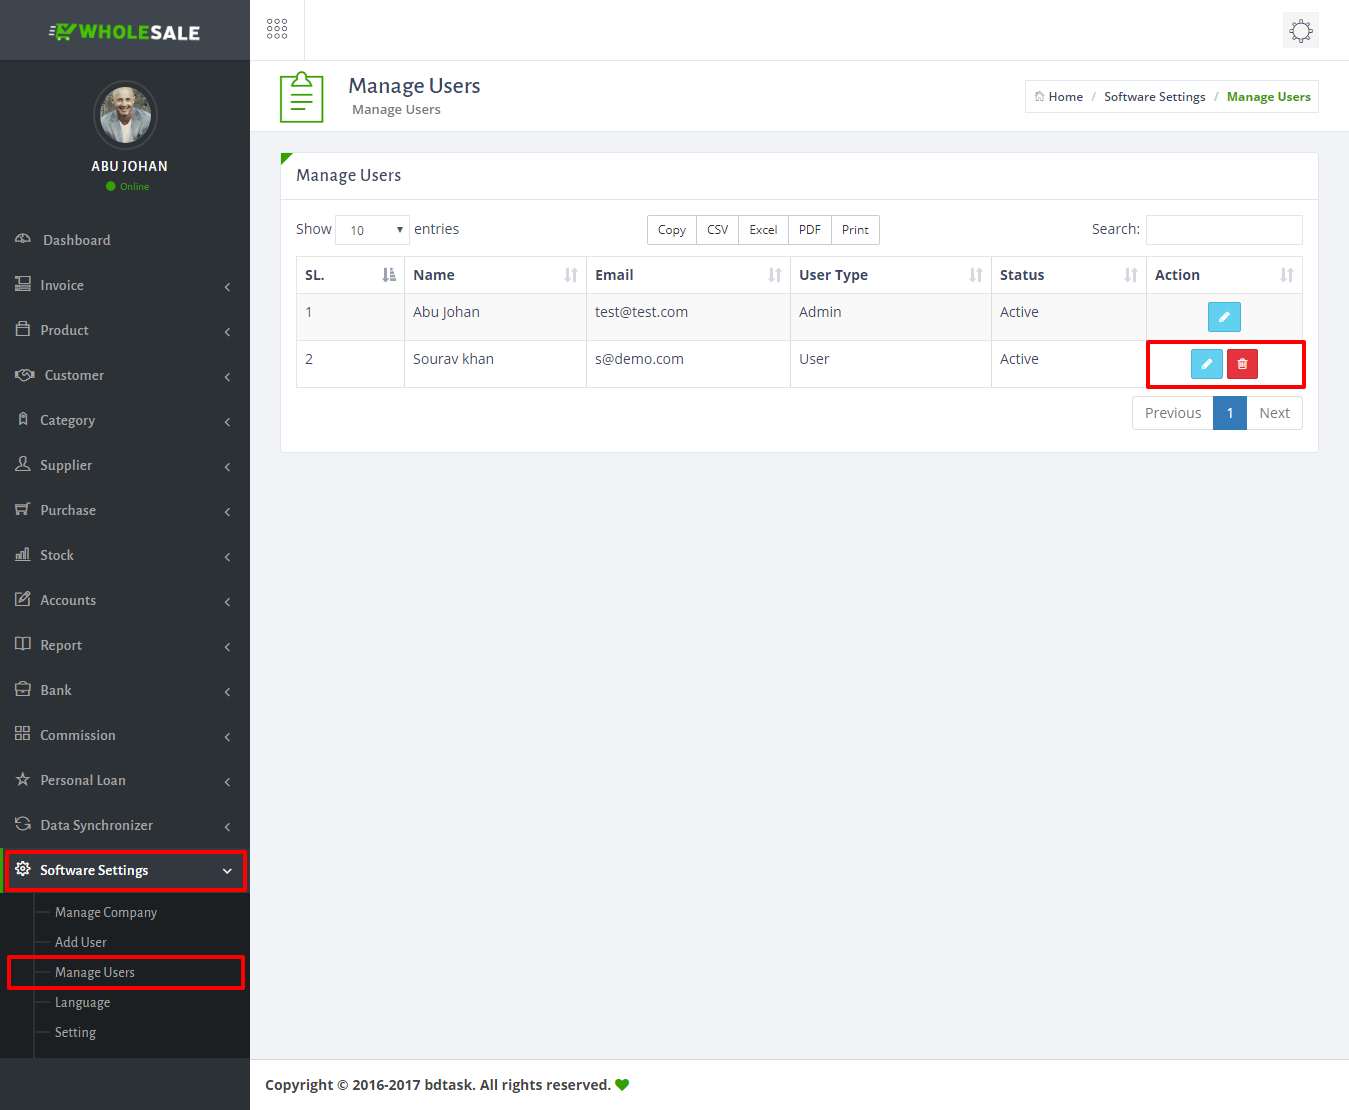 WHOLESALE
ABU JOHAN
Online
Dashboard
Invoice
Product
Customer
Category
Supplier
Purchase
Stock
Accounts
Report
Bank
Commission
Personal Loan
Data Synchronizer
Software Settings
Manage Company
Add User
Manage Users
Language
Setting
Manage Users
Manage Users
Home / Software Settings / Manage Users
Manage Users
Show 10 entries Copy CSV Excel PDF Print Search:
SL. Name Email User Type Status Action
1 Abu Johan test@test.com Admin Active
2 Sourav khan s@demo.com User Active
Previous 1 Next
Copyright © 2016-2017 bdtask. All rights reserved.